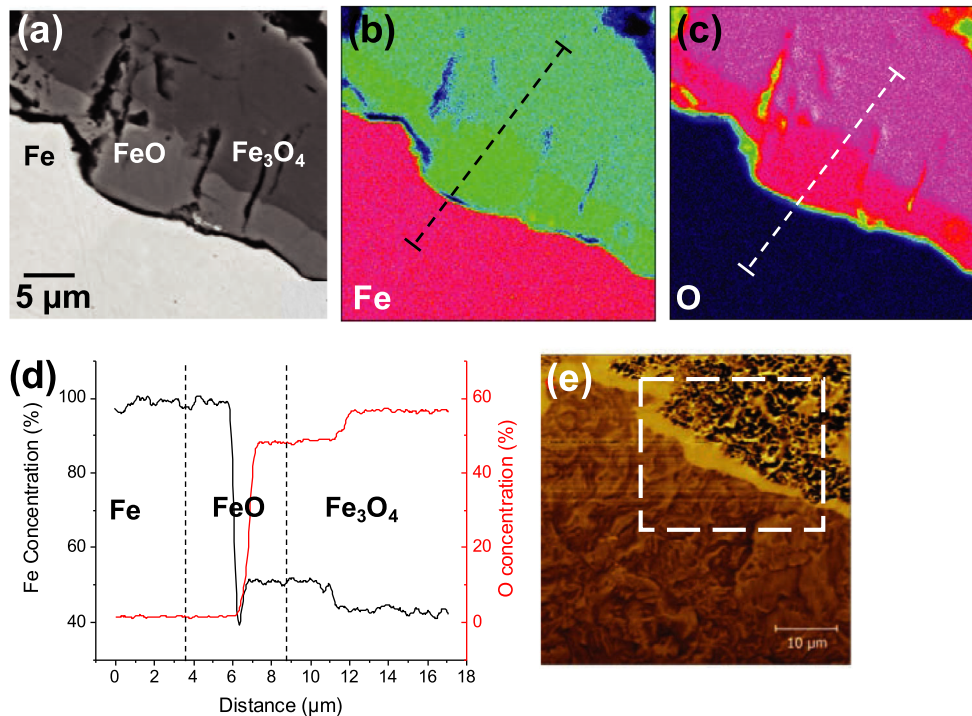 (a)
Fe
FeO
Fe₃O₄
5 µm
(b)
Fe
(c)
O
(d)
Fe Concentration (%)
100
80
60
40
Fe
FeO
Fe₃O₄
60
40
20
0
O concentration (%)
0 2 4 6 8 10 12 14 16 18
Distance (µm)
(e)
10 µm